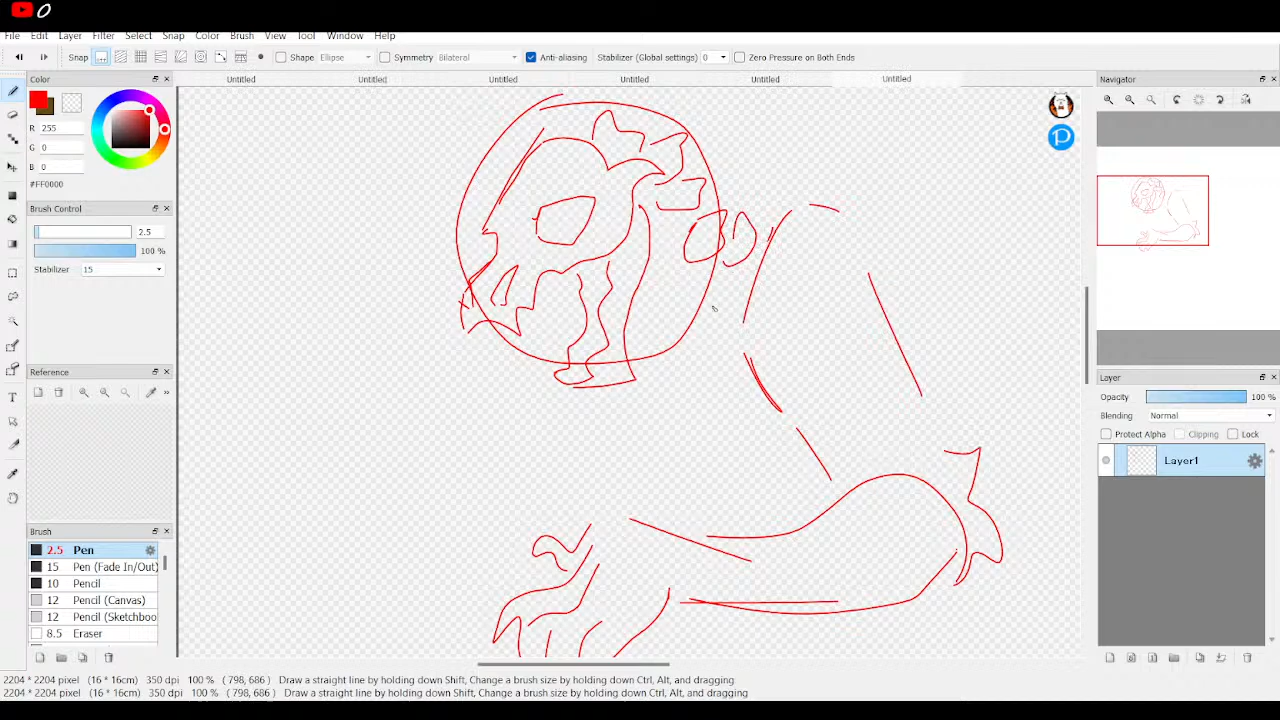 0
File Edit Layer Filter Select Snap Color Brush View Tool Window Help
Snap Shape Ellipse Symmetry Bilateral Anti-aliasing Stabilizer (Global settings) 0 Zero Pressure on Both Ends
Color Untitled Untitled Untitled Untitled Untitled Untitled Navigator
R 255
G 0
B 0
#FF0000
Brush Control
2.5
100 %
Stabilizer 15
Reference
Layer
Opacity 100 %
Blending Normal
Protect Alpha Clipping Lock
Layer1
Brush
2.5 Pen
15 Pen (Fade In/Out)
10 Pencil
12 Pencil (Canvas)
12 Pencil (Sketchboo
8.5 Eraser
2204 * 2204 pixel (16 * 16cm) 350 dpi 100 % (798, 686) Draw a straight line by holding down Shift, Change a brush size by holding down Ctrl, Alt, and dragging
2204 * 2204 pixel (16 * 16cm) 350 dpi 100 % (798, 686) Draw a straight line by holding down Shift, Change a brush size by holding down Ctrl, Alt, and dragging